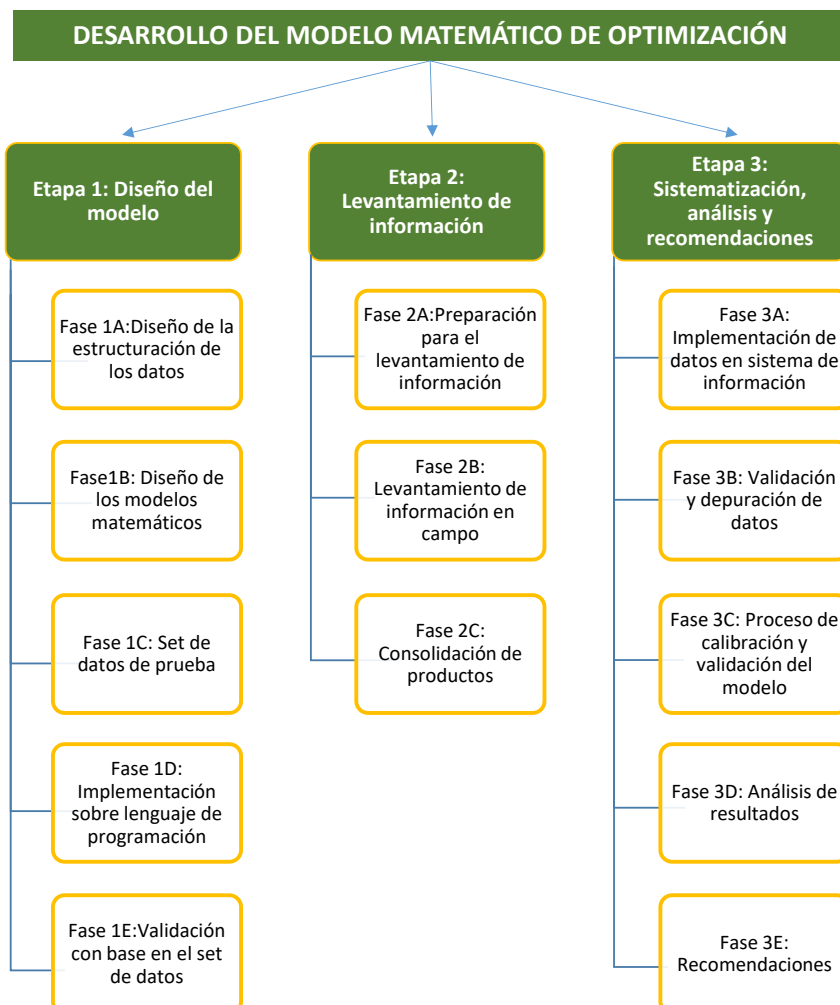 DESARROLLO DEL MODELO MATEMÁTICO DE OPTIMIZACIÓN
Etapa 1: Diseño del
modelo
Fase 1A:Diseño de la
estructuración de
los datos
Fase1B: Diseño de
los modelos
matemáticos
Fase 1C: Set de
datos de prueba
Fase 1D:
Implementación
sobre lenguaje de
programación
Fase 1E:Validación
con base en el set
de datos
Etapa 2:
Levantamiento de
información
Fase 2A:Preparación
para el
levantamiento de
información
Fase 2B:
Levantamiento de
información en
campo
Fase 2C:
Consolidación de
productos
Etapa 3:
Sistematización,
análisis y
recomendaciones
Fase 3A:
Implementación de
datos en sistema de
información
Fase 3B: Validación
y depuración de
datos
Fase 3C: Proceso de
calibración y
validación del
modelo
Fase 3D: Análisis de
resultados
Fase 3E:
Recomendaciones